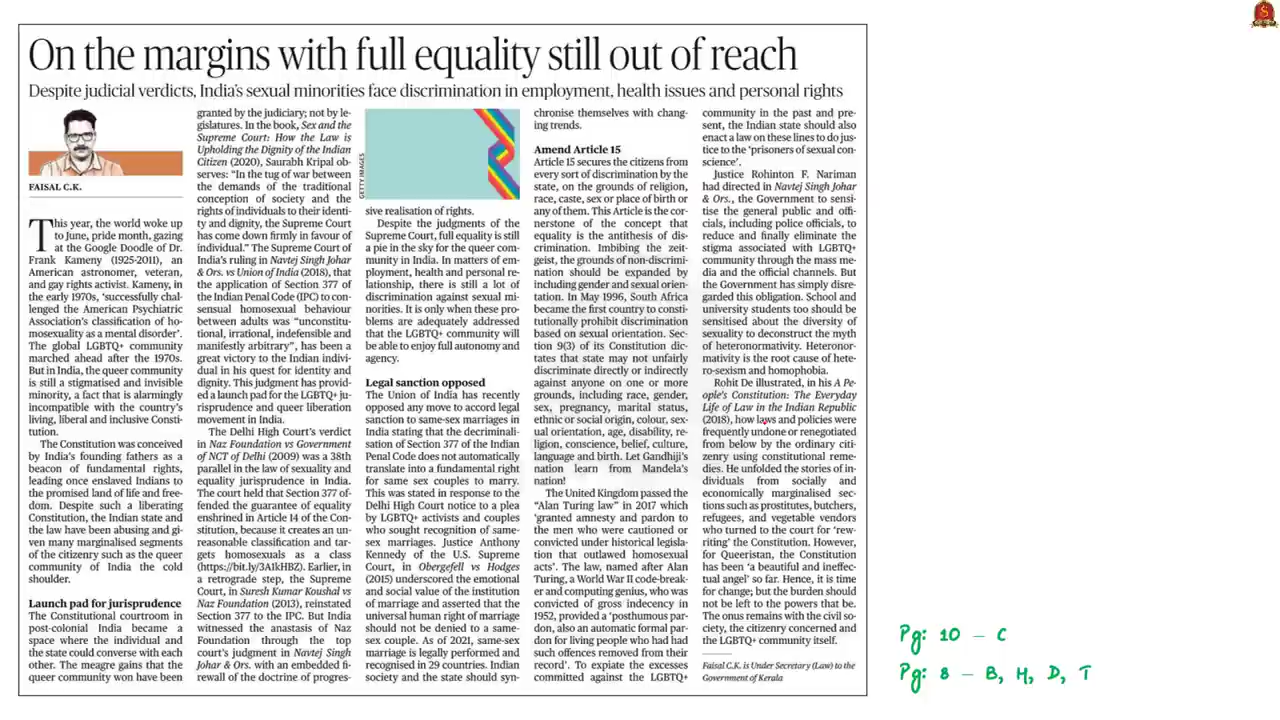 On the margins with full equality still out of reach
Despite judicial verdicts, India's sexual minorities face discrimination in employment, health issues and personal rights
FAISAL C.K.
This year, the world woke up
to June, pride month, gazing
at the Google Doodle of Dr.
Frank Kameny (1925-2011), an
American astronomer, veteran,
and gay rights activist. Kameny, in
the early 1970s, 'successfully chal-
lenged the American Psychiatric
Association's classification of ho-
mosexuality as a mental disorder'.
The global LGBTQ+ community
marched ahead after the 1970s.
But in India, the queer community
is still a stigmatised and invisible
minority, a fact that is alarmingly
incompatible with the country's
living, liberal and inclusive Consti-
tution.
The Constitution was conceived
by India's founding fathers as a
beacon of fundamental rights,
leading once enslaved Indians to
the promised land of life and free-
dom. Despite such a liberating
Constitution, the Indian state and
the law have been abusing and gi-
ven many marginalised segments
of the citizenry such as the queer
community of India the cold
shoulder.
Launch pad for jurisprudence
The Constitutional courtroom in
post-colonial India became a
space where the individual and
the state could converse with each
other. The meagre gains that the
queer community won have been
granted by the judiciary; not by le-
gislatures. In the book, Sex and the
Supreme Court: How the Law is
Upholding the Dignity of the Indian
Citizen (2020), Saurabh Kripal ob-
serves: "In the tug of war between
the demands of the traditional
conception of society and the
rights of individuals to their identi-
ty and dignity, the Supreme Court
has come down firmly in favour of
individual." The Supreme Court of
India's ruling in Navtej Singh Johar
& Ors. vs Union of India (2018), that
the application of Section 377 of
the Indian Penal Code (IPC) to con-
sensual homosexual behaviour
between adults was "unconstitu-
tional, irrational, indefensible and
manifestly arbitrary", has been a
great victory to the Indian indivi-
dual in his quest for identity and
dignity. This judgment has provid-
ed a launch pad for the LGBTQ+ ju-
risprudence and queer liberation
movement in India.
The Delhi High Court's verdict
in Naz Foundation vs Government
of NCT of Delhi (2009) was a 38th
parallel in the law of sexuality and
equality jurisprudence in India.
The court held that Section 377 of-
fended the guarantee of equality
enshrined in Article 14 of the Con-
stitution, because it creates an un-
reasonable classification and tar-
gets homosexuals as a class
(https://bit.ly/3AIkHBZ). Earlier, in
a retrograde step, the Supreme
Court, in Suresh Kumar Koushal vs
Naz Foundation (2013), reinstated
Section 377 to the IPC. But India
witnessed the anastasis of Naz
Foundation through the top
court's judgment in Navtej Singh
Johar & Ors. with an embedded fi-
rewall of the doctrine of progres-
GETTY IMAGES
sive realisation of rights.
Despite the judgments of the
Supreme Court, full equality is still
a pie in the sky for the queer com-
munity in India. In matters of em-
ployment, health and personal re-
lationship, there is still a lot of
discrimination against sexual mi-
norities. It is only when these pro-
blems are adequately addressed
that the LGBTQ+ community will
be able to enjoy full autonomy and
agency.
Legal sanction opposed
The Union of India has recently
opposed any move to accord legal
sanction to same-sex marriages in
India stating that the decriminali-
sation of Section 377 of the Indian
Penal Code does not automatically
translate into a fundamental right
for same sex couples to marry.
This was stated in response to the
Delhi High Court notice to a plea
by LGBTQ+ activists and couples
who sought recognition of same-
sex marriages. Justice Anthony
Kennedy of the U.S. Supreme
Court, in Obergefell vs Hodges
(2015) underscored the emotional
and social value of the institution
of marriage and asserted that the
universal human right of marriage
should not be denied to a same-
sex couple. As of 2021, same-sex
marriage is legally performed and
recognised in 29 countries. Indian
society and the state should syn-
chronise themselves with chang-
ing trends.
Amend Article 15
Article 15 secures the citizens from
every sort of discrimination by the
state, on the grounds of religion,
race, caste, sex or place of birth or
any of them. This Article is the cor-
nerstone of the concept that
equality is the antithesis of dis-
crimination. Imbibing the zeit-
geist, the grounds of non-discrimi-
nation should be expanded by
including gender and sexual orien-
tation. In May 1996, South Africa
became the first country to consti-
tutionally prohibit discrimination
based on sexual orientation. Sec-
tion 9(3) of its Constitution dic-
tates that state may not unfairly
discriminate directly or indirectly
against anyone on one or more
grounds, including race, gender,
sex, pregnancy, marital status,
ethnic or social origin, colour, sex-
ual orientation, age, disability, re-
ligion, conscience, belief, culture,
language and birth. Let Gandhiji's
nation learn from Mandela's
nation!
The United Kingdom passed the
"Alan Turing law" in 2017 which
'granted amnesty and pardon to
the men who were cautioned or
convicted under historical legisla-
tion that outlawed homosexual
acts'. The law, named after Alan
Turing, a World War II code-break-
er and computing genius, who was
convicted of gross indecency in
1952, provided a 'posthumous par-
don, also an automatic formal par-
don for living people who had had
such offences removed from their
record'. To expiate the excesses
committed against the LGBTQ+
community in the past and pre-
sent, the Indian state should also
enact a law on these lines to do jus-
tice to the 'prisoners of sexual con-
science'.
Justice Rohinton F. Nariman
had directed in Navtej Singh Johar
& Ors., the Government to sensi-
tise the general public and offi-
cials, including police officials, to
reduce and finally eliminate the
stigma associated with LGBTQ+
community through the mass me-
dia and the official channels. But
the Government has simply disre-
garded this obligation. School and
university students too should be
sensitised about the diversity of
sexuality to deconstruct the myth
of heteronormativity. Heteronor-
mativity is the root cause of hete-
ro-sexism and homophobia.
Rohit De illustrated, in his A Pe-
ople's Constitution: The Everyday
Life of Law in the Indian Republic
(2018), how laws and policies were
frequently undone or renegotiated
from below by the ordinary citi-
zenry using constitutional reme-
dies. He unfolded the stories of in-
dividuals from socially and
economically marginalised sec-
tions such as prostitutes, butchers,
refugees, and vegetable vendors
who turned to the court for 'rew-
riting' the Constitution. However,
for Queeristan, the Constitution
has been 'a beautiful and ineffec-
tual angel' so far. Hence, it is time
for change; but the burden should
not be left to the powers that be.
The onus remains with the civil so-
ciety, the citizenry concerned and
the LGBTQ+ community itself.
Faisal C.K. is Under Secretary (Law) to the
Government of Kerala
Pg: 10 – C
Pg: 8 – B, H, D, T